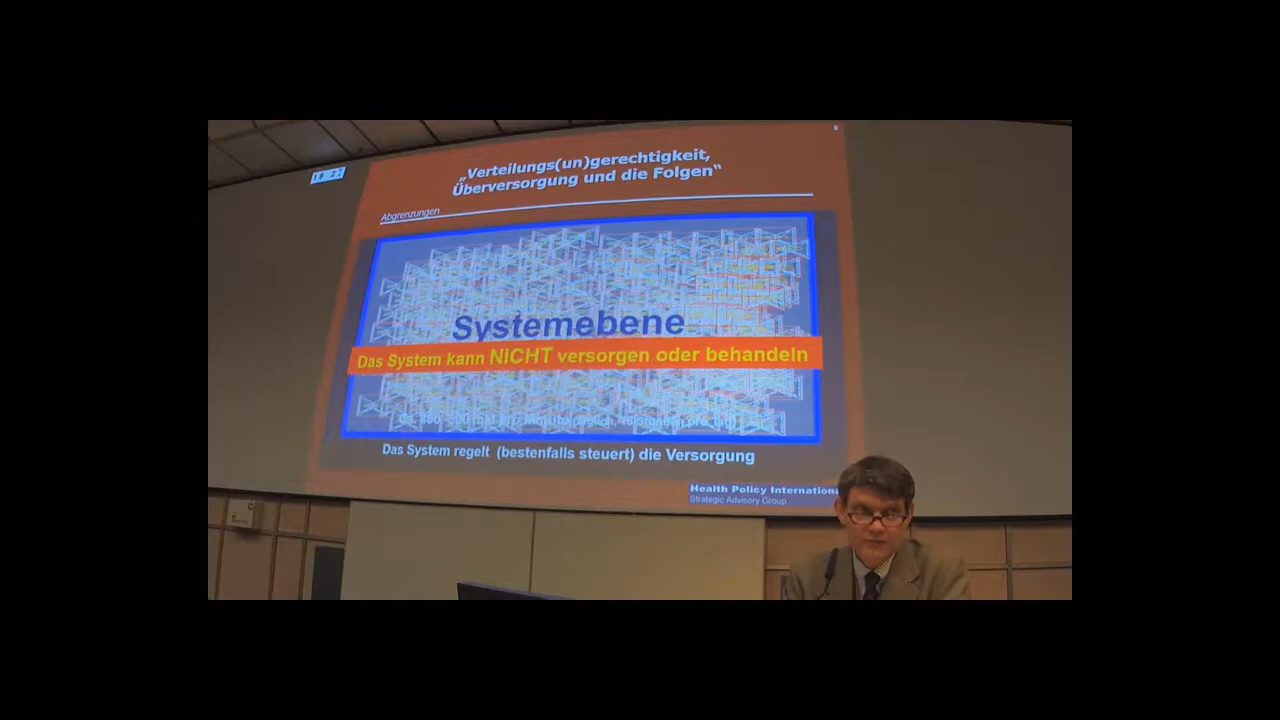 „Verteilungs(un)gerechtigkeit,
Überversorgung und die Folgen“
Abgrenzungen
Systemebene
Das System kann NICHT versorgen oder behandeln
Das System regelt (bestenfalls steuert) die Versorgung
Health Policy Internationa
Strategic Advisory Group